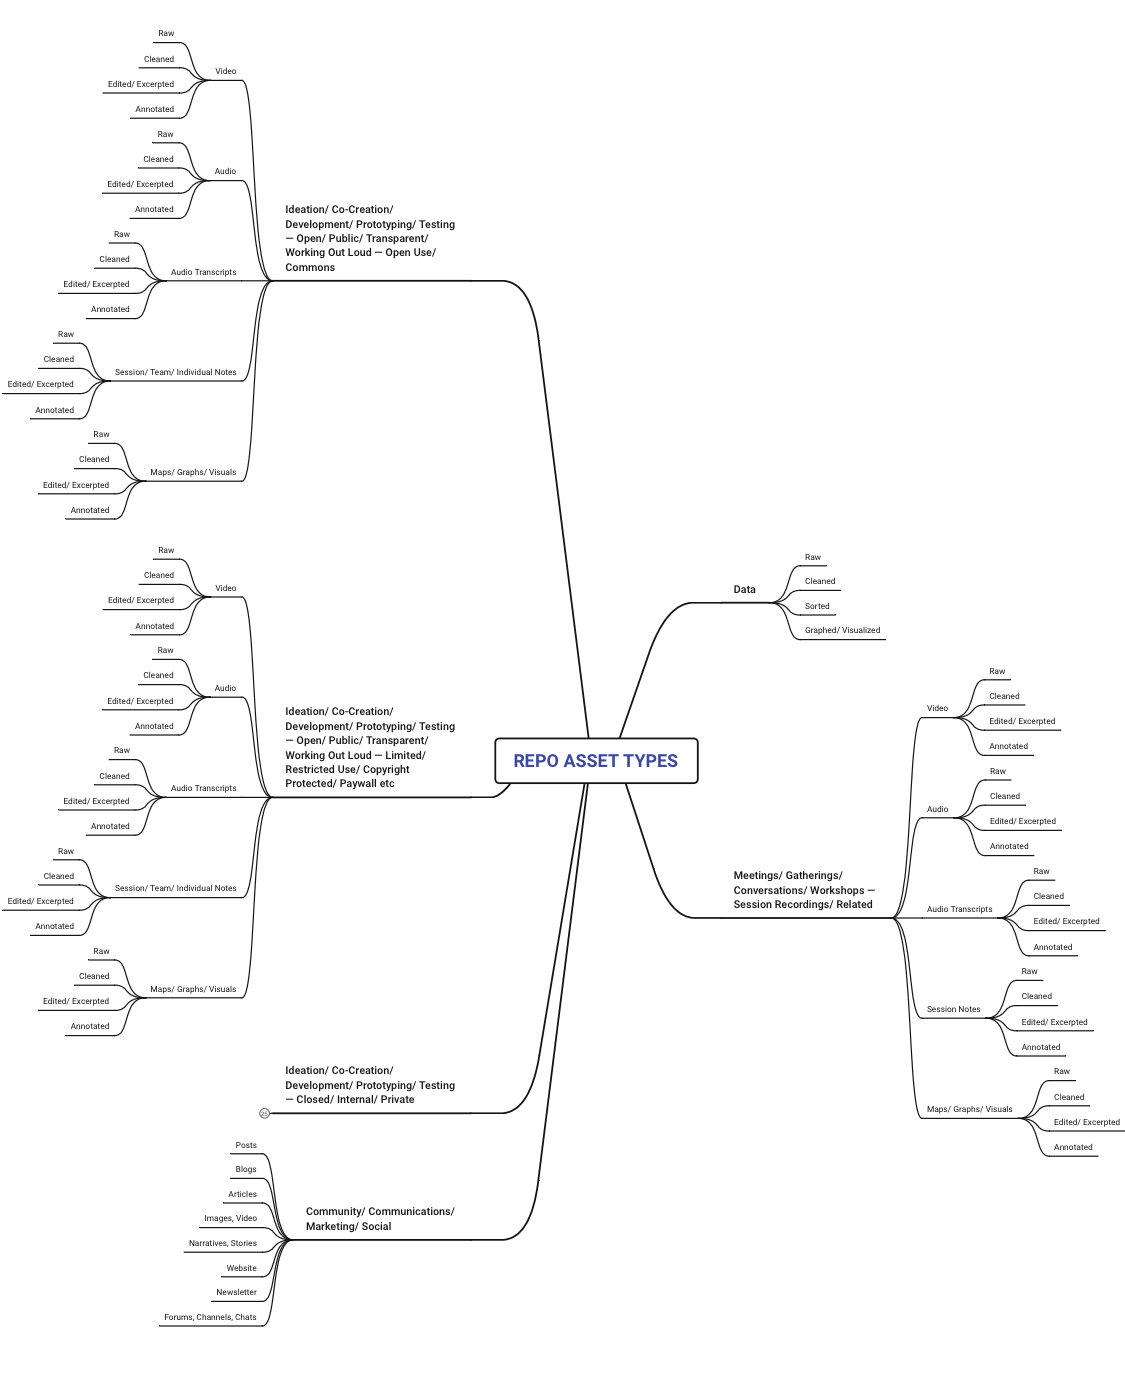 Raw
Cleaned
Edited/ Excerpted
Annotated
Video
Raw
Cleaned
Edited/ Excerpted
Annotated
Audio
Raw
Cleaned
Edited/ Excerpted
Annotated
Audio Transcripts
Raw
Cleaned
Edited/ Excerpted
Annotated
Session/ Team/ Individual Notes
Raw
Cleaned
Edited/ Excerpted
Annotated
Maps/ Graphs/ Visuals
Ideation/ Co-Creation/
Development/ Prototyping/ Testing
— Open/ Public/ Transparent/
Working Out Loud — Open Use/
Commons
Raw
Cleaned
Edited/ Excerpted
Annotated
Video
Raw
Cleaned
Edited/ Excerpted
Annotated
Audio
Raw
Cleaned
Edited/ Excerpted
Annotated
Audio Transcripts
Raw
Cleaned
Edited/ Excerpted
Annotated
Session/ Team/ Individual Notes
Raw
Cleaned
Edited/ Excerpted
Annotated
Maps/ Graphs/ Visuals
Ideation/ Co-Creation/
Development/ Prototyping/ Testing
— Open/ Public/ Transparent/
Working Out Loud — Limited/
Restricted Use/ Copyright
Protected/ Paywall etc
Ideation/ Co-Creation/
Development/ Prototyping/ Testing
— Closed/ Internal/ Private
Posts
Blogs
Articles
Images, Video
Narratives, Stories
Website
Newsletter
Forums, Channels, Chats
Community/ Communications/
Marketing/ Social
REPO ASSET TYPES
Data
Raw
Cleaned
Sorted
Graphed/ Visualized
Meetings/ Gatherings/
Conversations/ Workshops —
Session Recordings/ Related
Video
Raw
Cleaned
Edited/ Excerpted
Annotated
Audio
Raw
Cleaned
Edited/ Excerpted
Annotated
Audio Transcripts
Raw
Cleaned
Edited/ Excerpted
Annotated
Session Notes
Raw
Cleaned
Edited/ Excerpted
Annotated
Maps/ Graphs/ Visuals
Raw
Cleaned
Edited/ Excerpted
Annotated